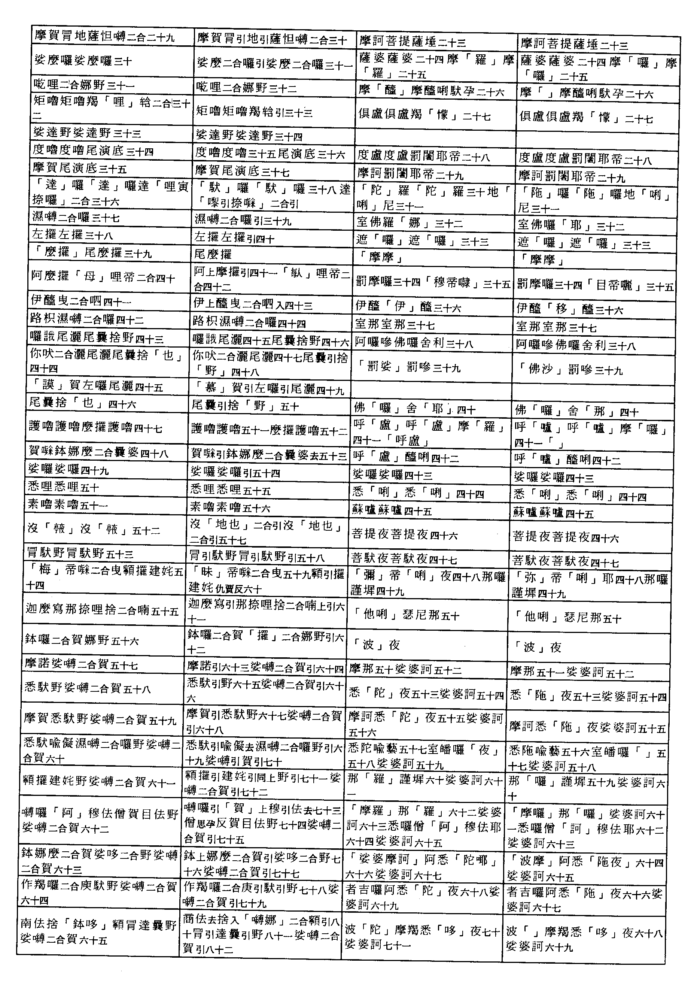 摩賀冐地薩怛嚩二合二十九
摩賀冐引地引薩怛嚩二合三十
摩訶菩提薩埵二十三
摩訶菩提薩埵二十三
娑麼囉娑麼囉三十
娑麼二合囉引娑麼二合囉三十一
薩婆薩婆二十四摩「羅」摩
「羅」二十五
薩婆薩婆二十四摩「囉」摩
「囉」二十五
唲哩二合娜野三十一
唲哩二合娜野三十二
摩「醯」摩醯唎馱孕二十六
摩「」摩醯唎馱孕二十六
矩嚕矩嚕羯「哩」𤚥二合三十
二
矩嚕矩嚕羯𤚥引三十三
俱盧俱盧羯「懞」二十七
俱盧俱盧羯「懞」二十七
娑達野娑達野三十三
娑達野娑達野三十四
度嚕度嚕尾演底三十四
度嚕度嚕三十五尾演底三十六
度盧度盧罰闍耶帝二十八
度盧度盧罰闍耶帝二十八
摩賀尾演底三十五
摩賀尾演底三十七
摩訶罰闍耶帝二十九
摩訶罰闍耶帝二十九
「達」囉「達」囉達「哩寅
捺囉」二合三十六
「馱」囉「馱」囉三十八達
「嚟引捺㘑」二合引
「陀」羅「陀」羅三十地「
唎」尼三十一
「陁」囉「陁」囉地「唎」
尼三十一
濕嚩二合囉三十七
濕嚩二合囉引三十九
室佛羅「娜」三十二
室佛囉「耶」三十二
左攞左攞三十八
左攞左攞引四十
遮「囉」遮「囉」三十三
遮「囉」遮「囉」三十三
「麼攞」尾麼攞三十九
尾麼攞
「摩摩」
「摩摩」
阿麼攞「母」哩帝二合四十
阿上摩攞引四十一「畝」哩帝二
合四十二
罰摩囉三十四「穆帝㘑」三十五
罰摩囉三十四「目帝囇」三十五
伊醯曳二合呬四十一
伊上醯曳二合呬入四十三
伊醯「伊」醯三十六
伊醯「移」醯三十六
路枳濕嚩二合囉四十二
路枳濕嚩二合囉四十四
室那室那三十七
室那室那三十七
囉誐尾灑尾曩捨野四十三
囉誐尾灑四十五尾曩捨野四十六
阿囉嘇佛囉舍利三十八
阿囉嘇佛囉舍利三十八
你吠二合灑尾灑尾曩捨「也」
四十四
你吠二合灑尾灑四十七尾曩引捨
「野」四十八
「罰娑」罰嘇三十九
「佛沙」罰嘇三十九
「謨」賀左囉尾灑四十五
「慕」賀引左囉引尾灑四十九
尾曩捨「也」四十六
尾曩引捨「野」五十
佛「囉」舍「耶」四十
佛「囉」舍「那」四十
護嚕護嚕麼攞護嚕四十七
護嚕護嚕五十一麼攞護嚕五十二
呼「盧」呼「盧」摩「羅」
四十一「呼盧」
呼「嚧」呼「嚧」摩「囉」
四十一「」
賀㘑鉢娜麼二合曩婆四十八
賀㘑引鉢娜麼二合曩婆去五十三
呼「盧」醯唎四十二
呼「嚧」醯唎四十二
娑囉娑囉四十九
娑囉娑囉引五十四
娑囉娑囉四十三
娑囉娑囉四十三
悉哩悉哩五十
悉哩悉哩五十五
悉「唎」悉「唎」四十四
悉「唎」悉「唎」四十四
素嚕素嚕五十一
素嚕素嚕五十六
蘇嚧蘇嚧四十五
蘇嚧蘇嚧四十五
沒「𠆙」沒「𠆙」五十二
沒「地也」二合引沒「地也」
二合引五十七
菩提夜菩提夜四十六
菩提夜菩提夜四十六
冐馱野冐馱野五十三
冐引馱野冐引馱野引五十八
菩馱夜菩馱夜四十七
菩馱夜菩馱夜四十七
「梅」帝㘑二合曳顐攞建姹五
十四
「昧」帝㘑二合曳五十九顐引攞
建姹仇賈反六十
「彌」帝「唎」夜四十八那囉
謹墀四十九
「弥」帝「唎」耶四十八那囉
謹墀四十九
迦麼寫那捺哩捨二合喃五十五
迦麼寫引那捺哩捨二合喃上引六
十一
「他唎」瑟尼那五十
「他唎」瑟尼那五十
鉢囉二合賀娜野五十六
鉢囉二合賀「攞」二合娜野引六
十二
「波」夜
「波」夜
摩諾娑嚩二合賀五十七
摩諾引六十三娑嚩二合賀引六十四
摩那五十娑婆訶五十二
摩那五十一娑婆訶五十二
悉馱野娑嚩二合賀五十八
悉馱引野六十五娑嚩二合賀引六十
六
悉「陀」夜五十三娑婆訶五十四
悉「陁」夜五十三娑婆訶五十四
摩賀悉馱野娑嚩二合賀五十九
摩賀引悉馱野六十七娑嚩二合賀
引六十八
摩訶悉「陀」夜五十五娑婆訶
五十六
摩訶悉「陁」夜娑婆訶五十五
悉馱喻儗濕嚩二合囉野娑嚩二
合賀六十
悉馱引喻儗去濕嚩二合囉野引六
十九娑嚩引賀引七十
悉陀喻藝五十七室皤囉「夜」
五十八娑婆訶五十九
悉陁喻藝五十六室皤囉「」五
十七娑婆訶五十八
顐攞建姹野娑嚩二合賀六十一
顐攞引建姹引同上野引七十一娑
嚩二合賀引七十二
那「羅」謹墀六十娑婆訶六十
一
那「囉」謹墀五十九娑婆訶六
十
嚩囉「阿」穆佉僧賀目佉野
娑嚩二合賀六十二
嚩囉引「賀」上穆引佉去七十三
僧思孕反賀目佉野七十四娑嚩二
合賀引七十五
「摩羅」那「羅」六十二娑婆
訶六十三悉囉僧「阿」穆佉耶
六十四娑婆訶六十五
「摩囉」那「囉」娑婆訶六十
一悉囉僧「訶」穆佉耶六十二
娑婆訶六十三
鉢娜麼二合賀娑哆二合野娑嚩
二合賀六十三
鉢上娜麼二合賀引娑哆二合野七
十六娑嚩二合賀引七十七
「娑婆摩訶」阿悉「陀㖿」
六十六娑婆訶六十七
「波摩」阿悉「陁夜」六十四
娑婆訶六十五
作羯囉二合庾馱野娑嚩二合賀
六十四
作羯囉二合庾引馱引野七十八娑
嚩二合賀引七十九
者吉囉阿悉「陀」夜六十八娑
婆訶六十九
者吉囉阿悉「陁」夜六十六娑
婆訶六十七
南佉捨「鉢哆」顐冐達曩野
娑嚩二合賀六十五
商佉去捨入「嚩娜」二合顐引八
十冐引達曩引野八十一娑嚩二合
賀引八十二
波「陀」摩羯悉「哆」夜七十
娑婆訶七十一
波「」摩羯悉「哆」夜六十八
娑婆訶六十九